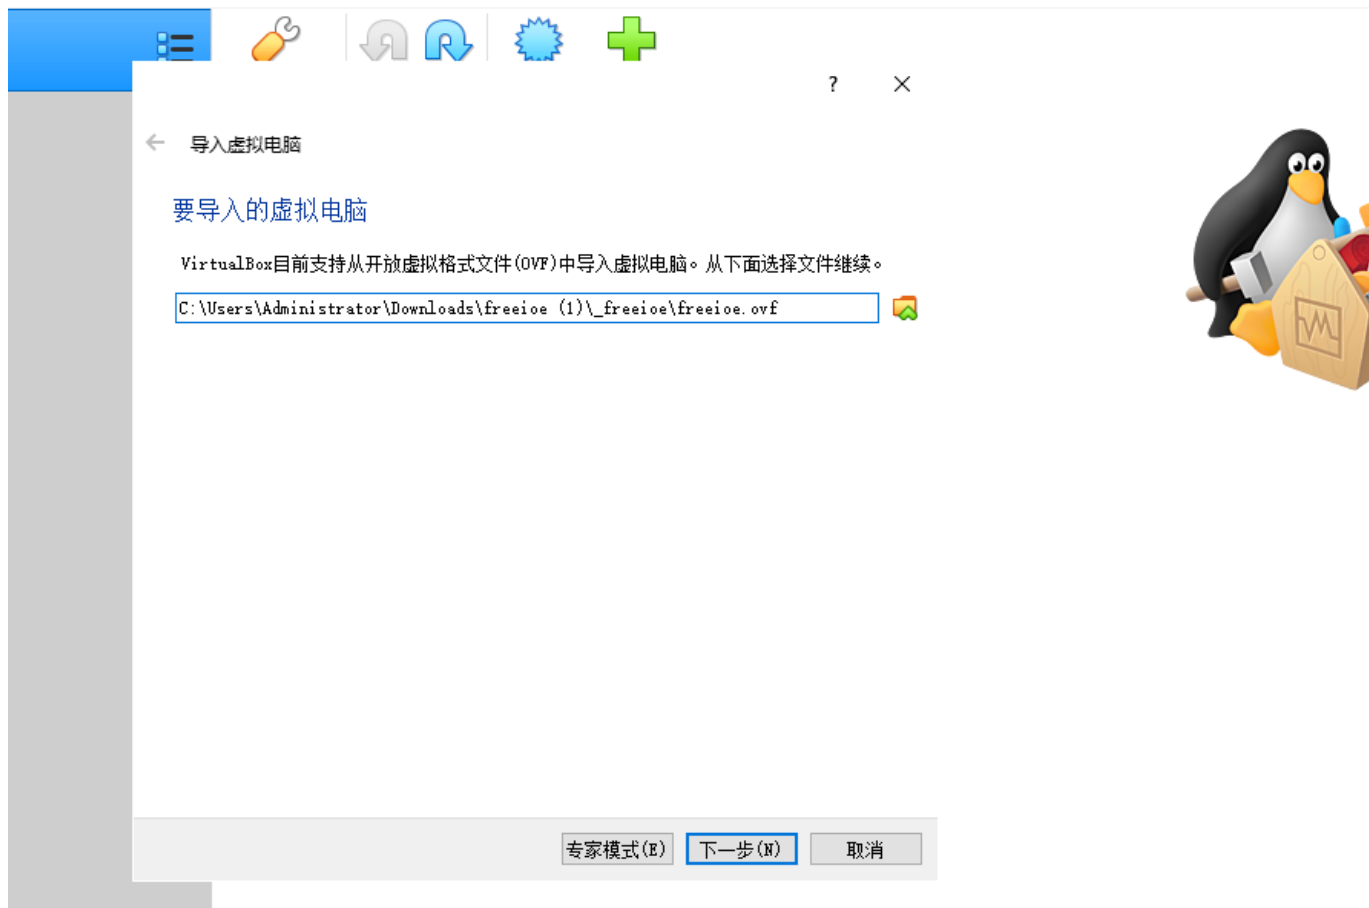 ?
导入虚拟电脑
要导入的虚拟电脑
VirtualBox目前支持从开放虚拟格式文件(OVF)中导入虚拟电脑。从下面选择文件继续。
C:\Users\Administrator\Downloads\freeioe (1)\_freeioe\freeioe.ovf
专家模式(E) 下一步(N) 取消